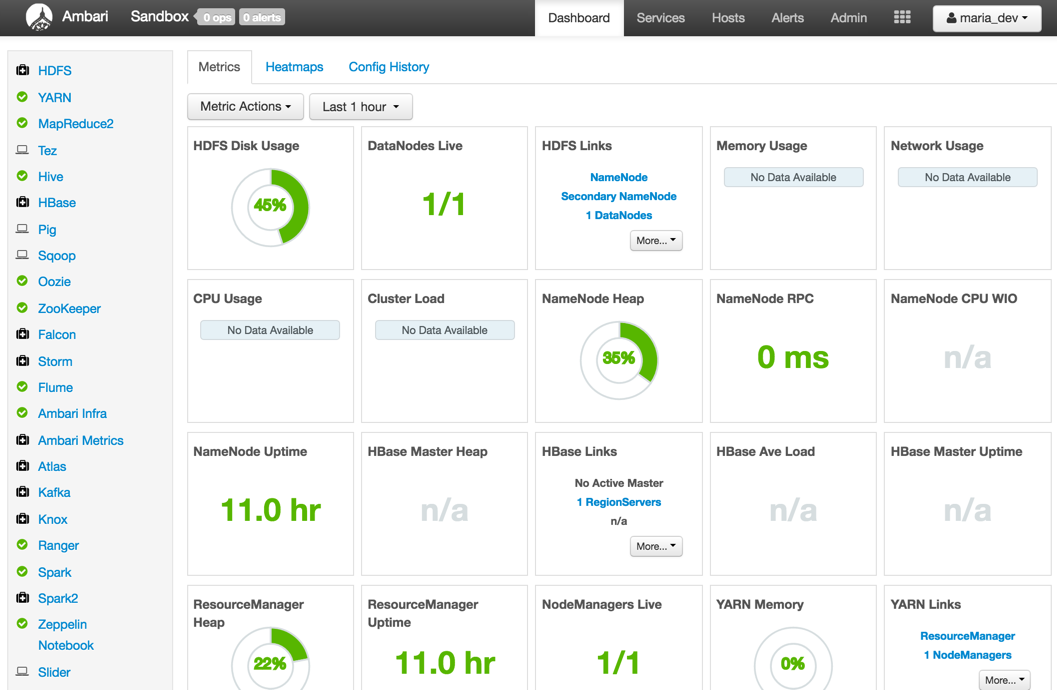 Ambari Sandbox 0 ops 0 alerts Dashboard Services Hosts Alerts Admin maria_dev
HDFS
YARN
MapReduce2
Tez
Hive
HBase
Pig
Sqoop
Oozie
ZooKeeper
Falcon
Storm
Flume
Ambari Infra
Ambari Metrics
Atlas
Kafka
Knox
Ranger
Spark
Spark2
Zeppelin
Notebook
Slider
Metrics Heatmaps Config History
Metric Actions Last 1 hour
HDFS Disk Usage
45%
DataNodes Live
1/1
HDFS Links
NameNode
Secondary NameNode
1 DataNodes
More...
Memory Usage
No Data Available
Network Usage
No Data Available
CPU Usage
No Data Available
Cluster Load
No Data Available
NameNode Heap
35%
NameNode RPC
0 ms
NameNode CPU WIO
n/a
NameNode Uptime
11.0 hr
HBase Master Heap
n/a
HBase Links
No Active Master
1 RegionServers
n/a
More...
HBase Ave Load
n/a
HBase Master Uptime
n/a
ResourceManager
Heap
22%
ResourceManager
Uptime
11.0 hr
NodeManagers Live
1/1
YARN Memory
0%
YARN Links
ResourceManager
1 NodeManagers
More...